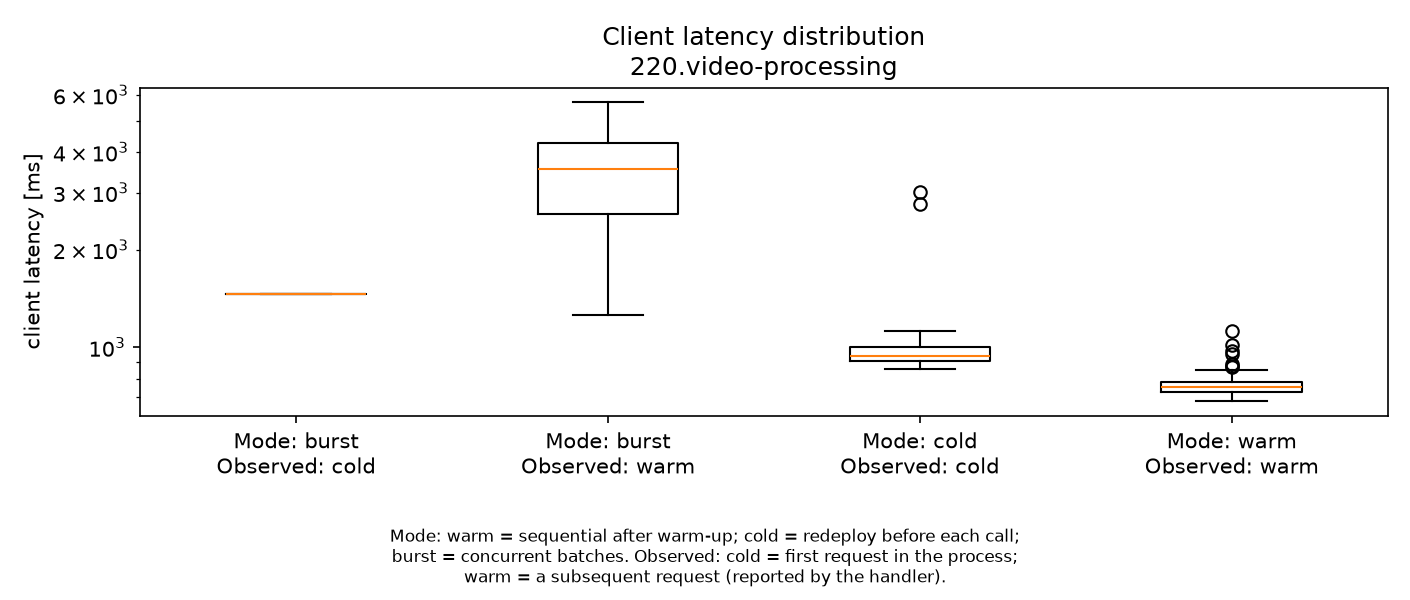 Client latency distribution
220.video-processing
client latency [ms]
6 × 10³
4 × 10³
3 × 10³
2 × 10³
10³
Mode: burst
Observed: cold
Mode: burst
Observed: warm
Mode: cold
Observed: cold
Mode: warm
Observed: warm
Mode: warm = sequential after warm-up; cold = redeploy before each call;
burst = concurrent batches. Observed: cold = first request in the process;
warm = a subsequent request (reported by the handler).